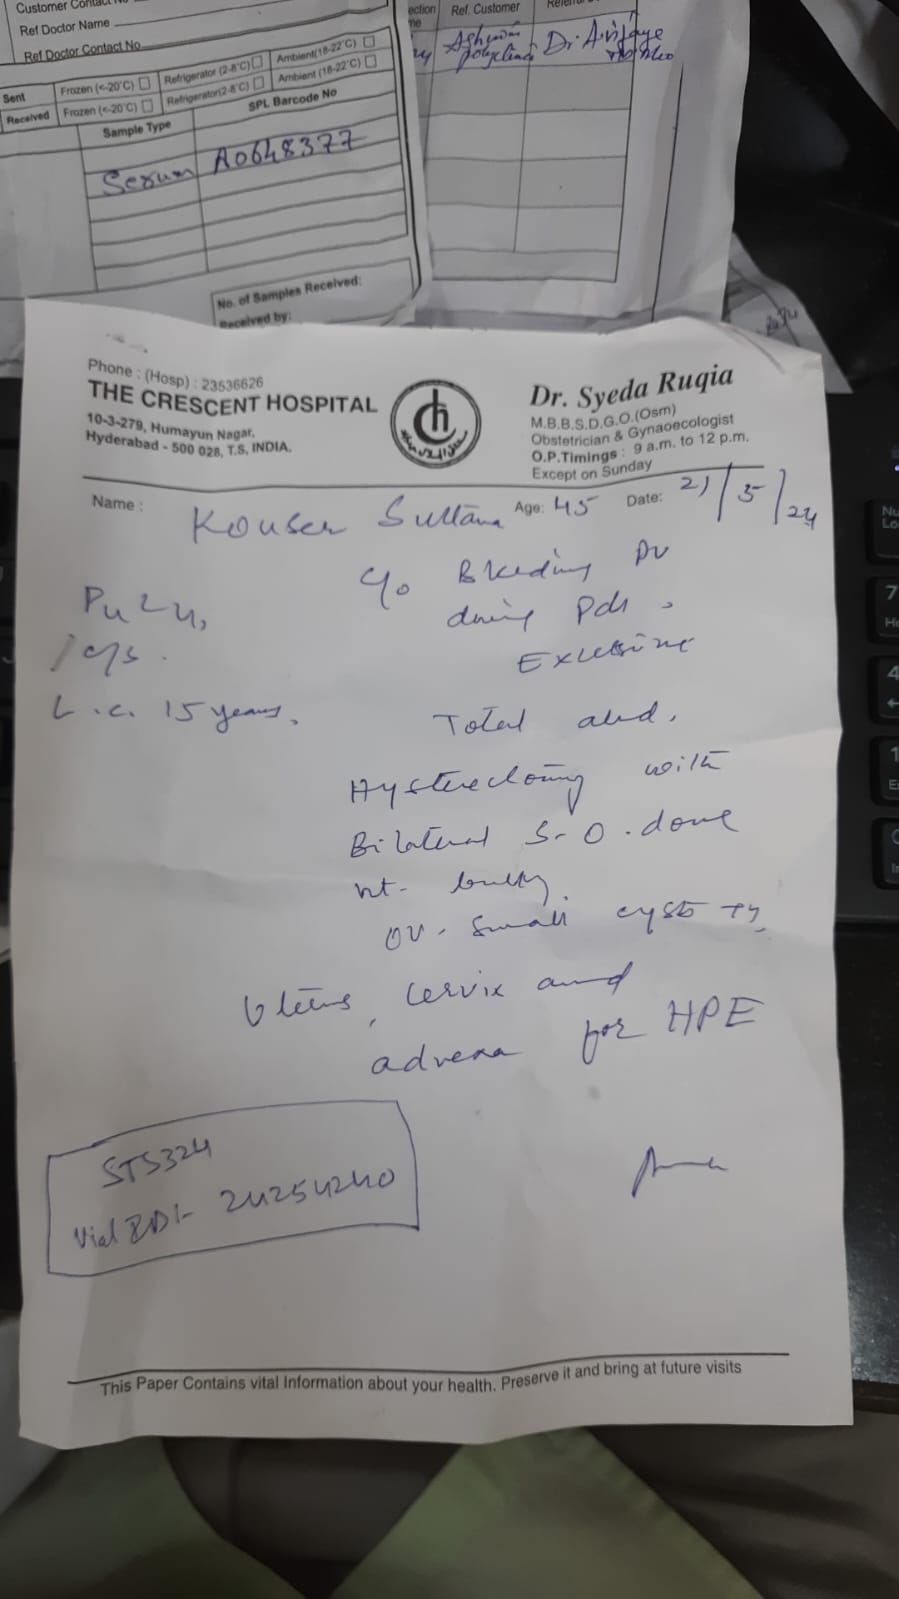 Customer Contact No
Ref Doctor Name
Ref Doctor Contact No
Sent Frozen (<-20°C) Refrigerator (2-8°C) Ambient(18-22°C)
Received Frozen (<-20°C) Refrigerator(2-8°C) Ambient (18-22°C)
Sample Type SPL Barcode No
Serum A0648377
No. of Samples Received:
Received by:
Ref. Customer
polyclinic Dr.
Phone : (Hosp) : 23536626
THE CRESCENT HOSPITAL
10-3-279, Humayun Nagar,
Hyderabad - 500 028, T.S, INDIA.
Dr. Syeda Ruqia
M.B.B.S.D.G.O.(Osm)
Obstetrician & Gynaoecologist
O.P.Timings : 9 a.m. to 12 p.m.
Except on Sunday
Name : Kouser Sultana Age: 45 Date: 21/5/24
c/o Bleeding PV
during Pds.
Excessive
L.c. 15 years.
Total abd.
Hysterectomy with
Bilateral S-O. done
ut- bulky.
ov- small cysts
Uterus, cervix and
adnexa for HPE
STS324
Vial ID:- 24254240
This Paper Contains vital Information about your health. Preserve it and bring at future visits